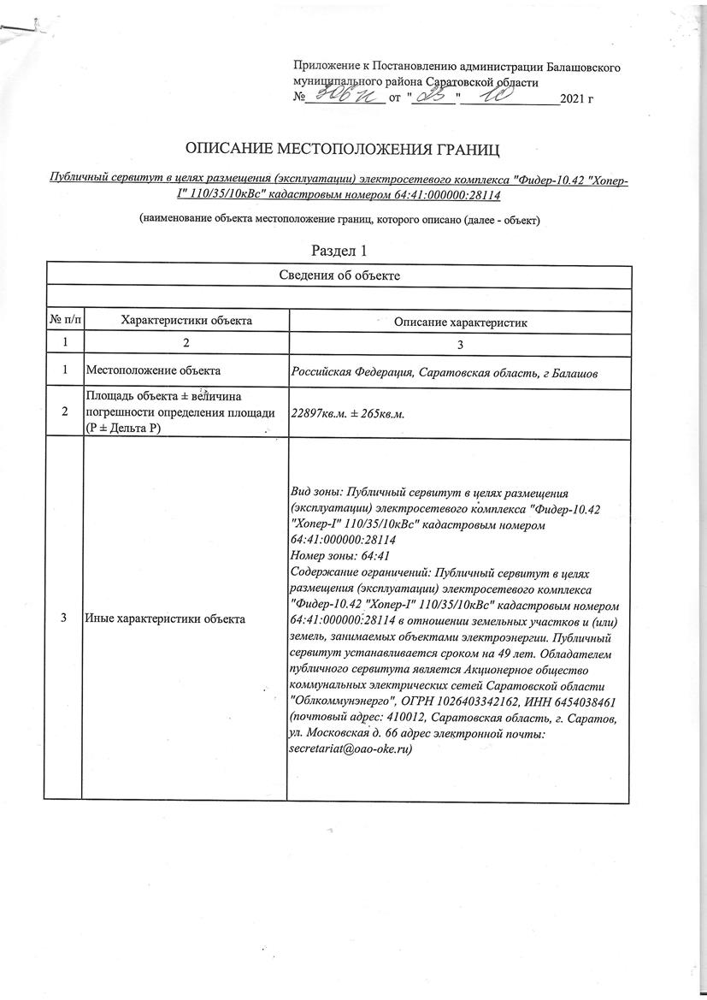 Приложение к Постановлению администрации Балашовского
муниципального района Саратовской области
№ 306 п от "25" 10 2021 г
ОПИСАНИЕ МЕСТОПОЛОЖЕНИЯ ГРАНИЦ
Публичный сервитут в целях размещения (эксплуатации) электросетевого комплекса "Фидер-10.42 "Хопер-
I" 110/35/10кВс" кадастровым номером 64:41:000000:28114
(наименование объекта местоположение границ, которого описано (далее - объект)
Раздел 1
Сведения об объекте
№ п/п Характеристики объекта Описание характеристик
1 2 3
1 Местоположение объекта Российская Федерация, Саратовская область, г Балашов
2 Площадь объекта ± величина
погрешности определения площади
(Р ± Дельта Р)
22897кв.м. ± 265кв.м.
3 Иные характеристики объекта
Вид зоны: Публичный сервитут в целях размещения
(эксплуатации) электросетевого комплекса "Фидер-10.42
"Хопер-I" 110/35/10кВс" кадастровым номером
64:41:000000:28114
Номер зоны: 64:41
Содержание ограничений: Публичный сервитут в целях
размещения (эксплуатации) электросетевого комплекса
"Фидер-10.42 "Хопер-I" 110/35/10кВс" кадастровым номером
64:41:000000:28114 в отношении земельных участков и (или)
земель, занимаемых объектами электроэнергии. Публичный
сервитут устанавливается сроком на 49 лет. Обладателем
публичного сервитута является Акционерное общество
коммунальных электрических сетей Саратовской области
"Облкоммунэнерго", ОГРН 1026403342162, ИНН 6454038461
(почтовый адрес: 410012, Саратовская область, г. Саратов,
ул. Московская д. 66 адрес электронной почты:
secretariat@oao-oke.ru)